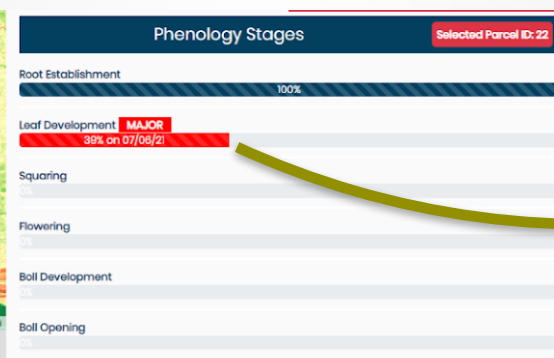 Phenology Stages
Selected Parcel ID: 22
Root Establishment
100%
Leaf Development MAJOR
39% on 07/06/21
Squaring
0%
Flowering
0%
Boll Development
0%
Boll Opening
0%